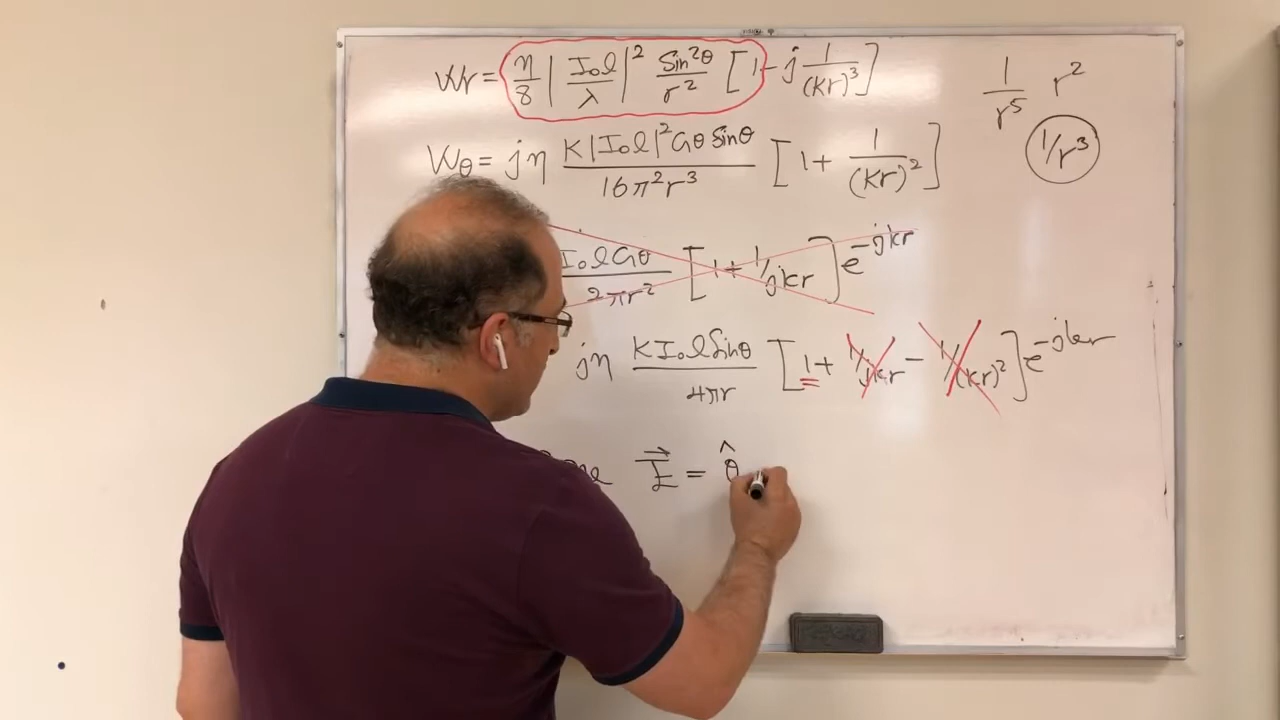 Wr = η/8 |I₀l/λ|² Sin²θ/r² [1 - j 1/(kr)³]
1/r⁵ r²
Wθ = jη K|I₀l|² Cosθ Sinθ / 16π²r³ [1 + 1/(kr)²]
1/r³
I₀l Cosθ / 2πr² [1 + 1/jkr] e^-jkr
jη KI₀l Sinθ / 4πr [1 + 1/jkr - 1/(kr)²] e^-jkr
E⃗ = θ̂